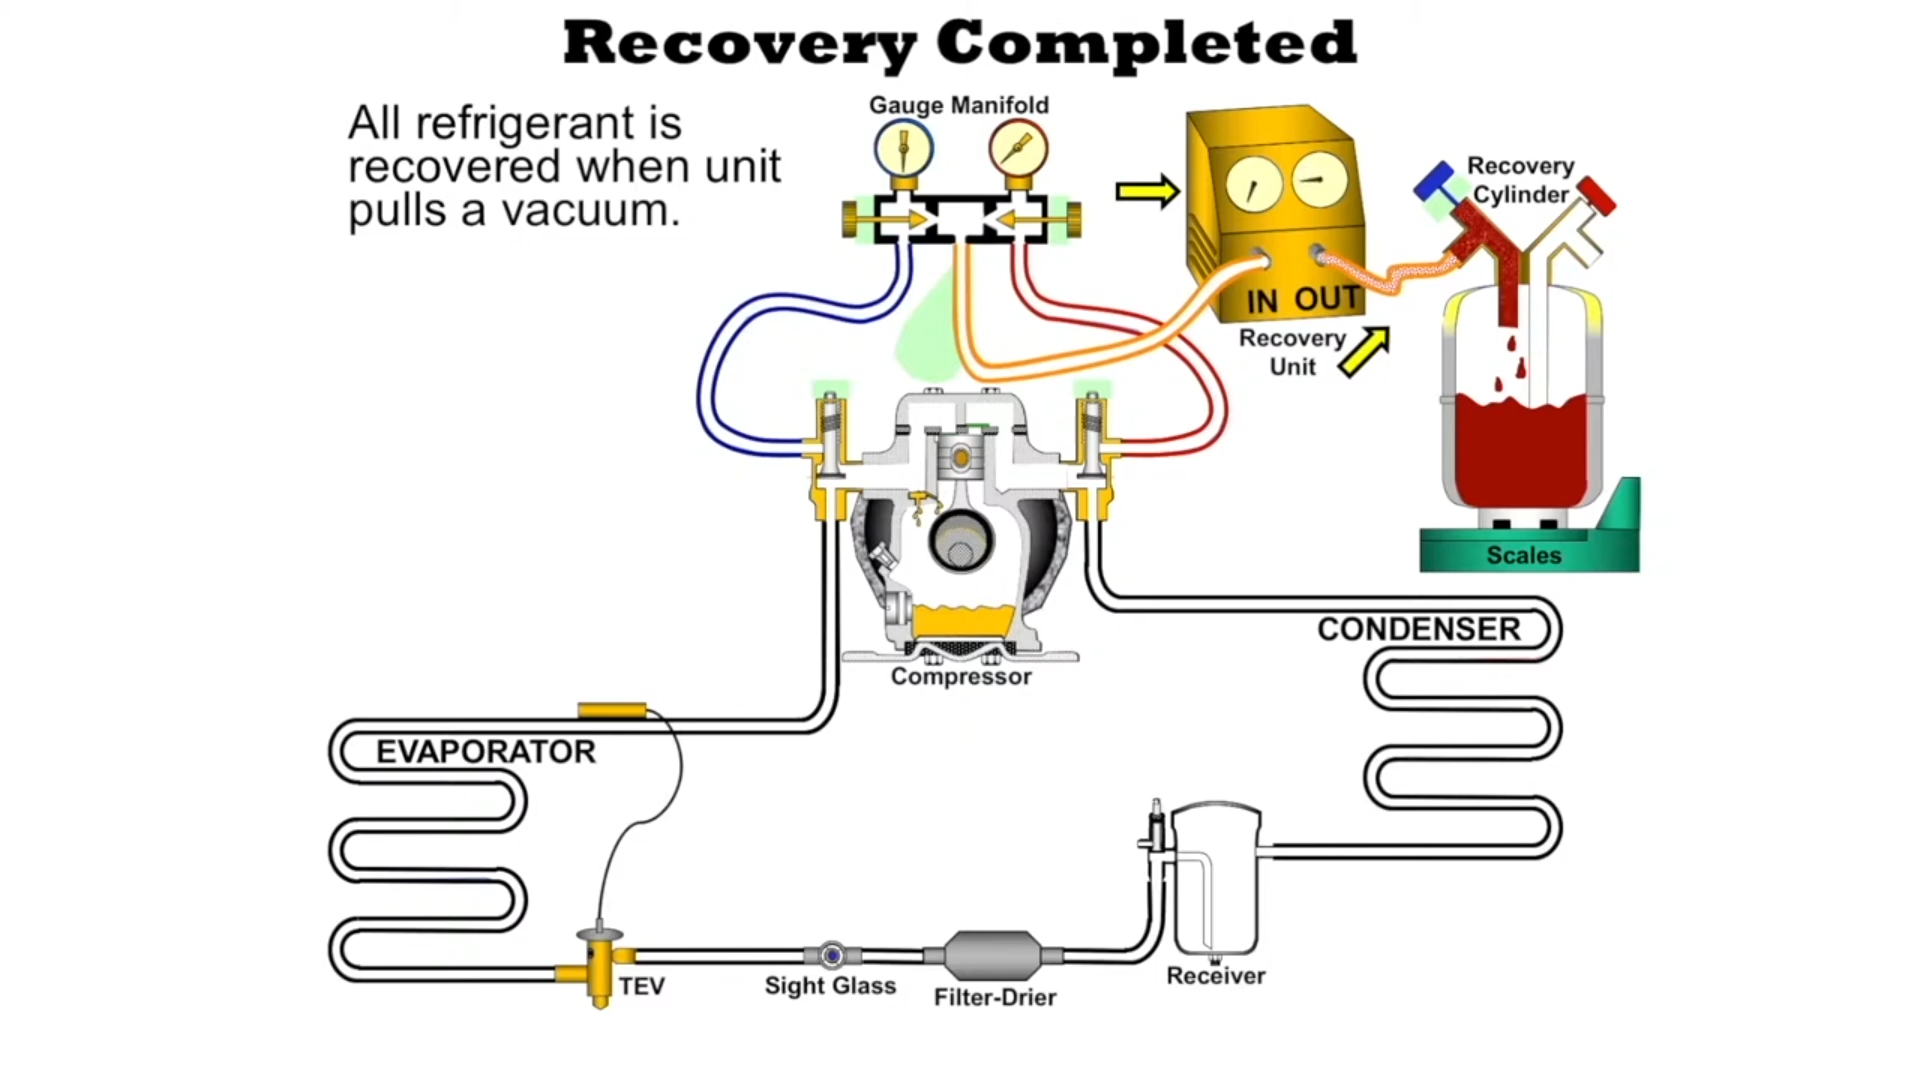 Recovery Completed
All refrigerant is
recovered when unit
pulls a vacuum.
Gauge Manifold
Recovery
Cylinder
IN OUT
Recovery
Unit
Scales
CONDENSER
Compressor
EVAPORATOR
TEV
Sight Glass
Filter-Drier
Receiver